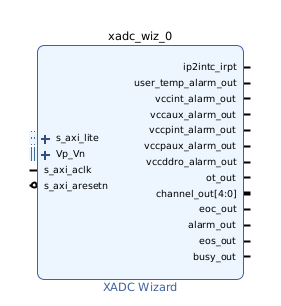 xadc_wiz_0
ip2intc_irpt
user_temp_alarm_out
vccint_alarm_out
vccaux_alarm_out
vccpint_alarm_out
vccpaux_alarm_out
vccddro_alarm_out
ot_out
channel_out[4:0]
eoc_out
alarm_out
eos_out
busy_out
s_axi_lite
Vp_Vn
s_axi_aclk
s_axi_aresetn
XADC Wizard